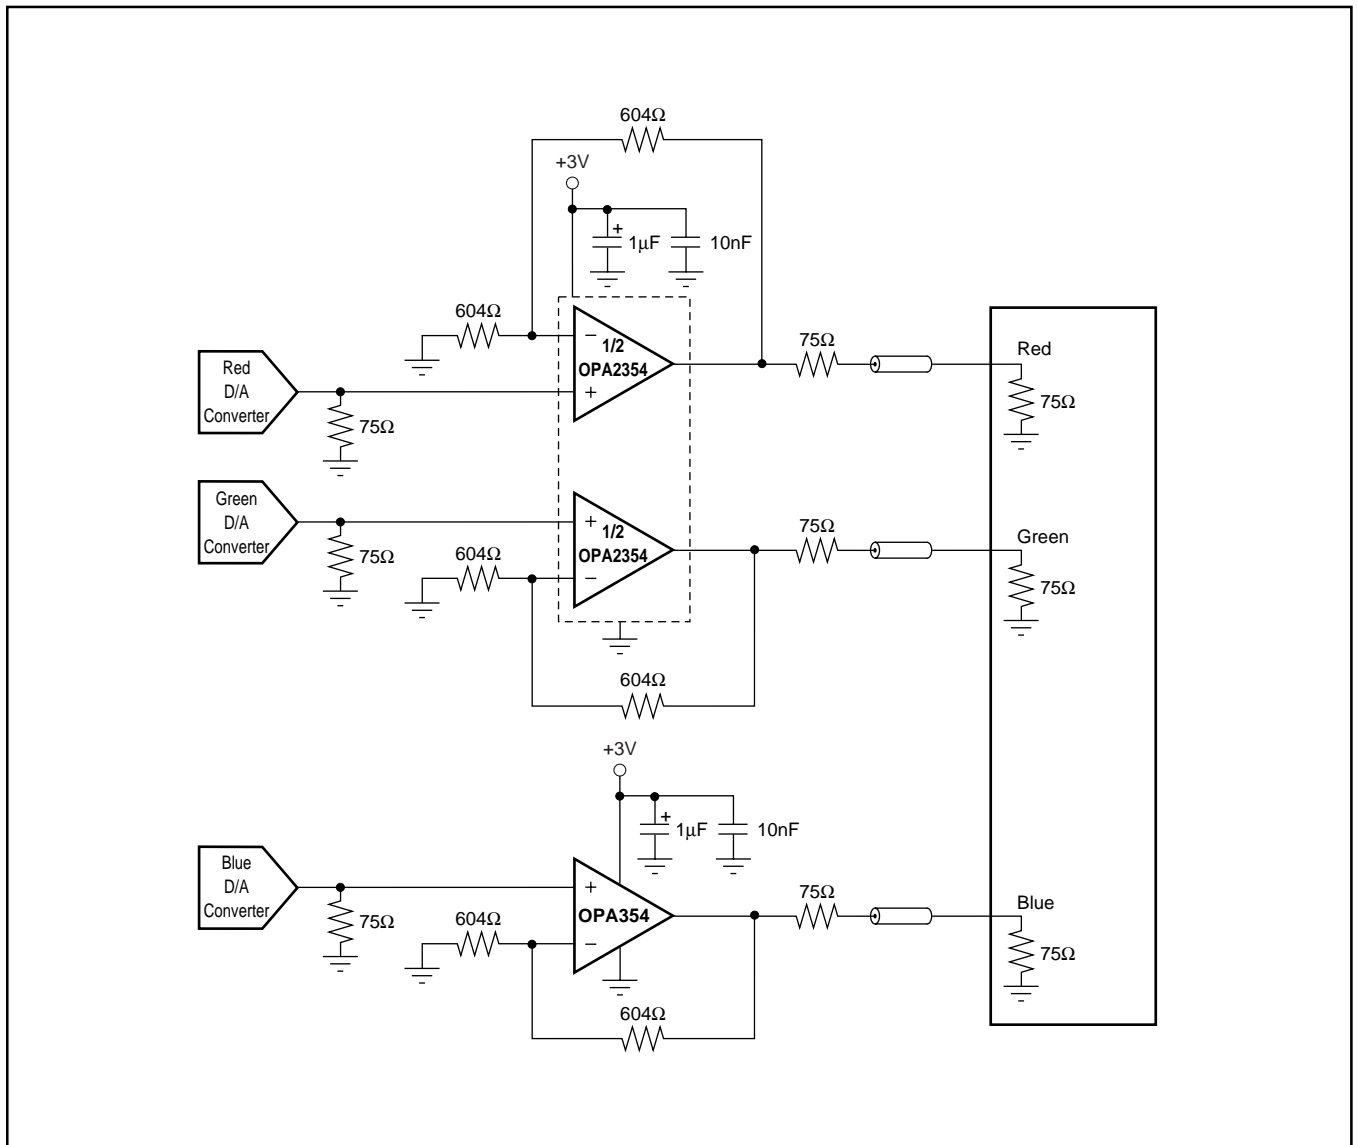 604Ω
+3V
+
1μF
10nF
604Ω
−
1/2
OPA2354
+
75Ω
Red
Red
D/A
Converter
75Ω
75Ω
Green
D/A
Converter
75Ω
+
1/2
OPA2354
−
604Ω
75Ω
Green
75Ω
604Ω
+3V
+
1μF
10nF
Blue
D/A
Converter
75Ω
+
OPA354
−
604Ω
75Ω
Blue
75Ω
604Ω